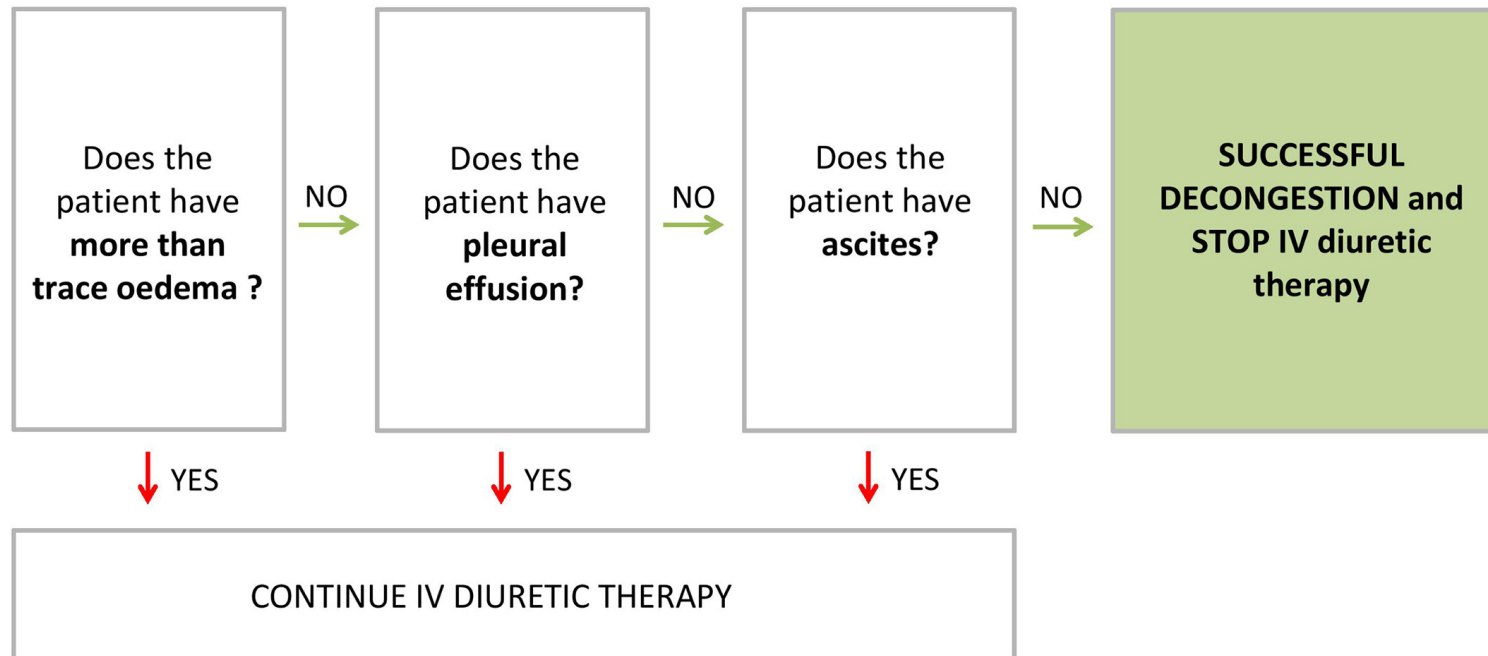 Does the
patient have
more than
trace oedema ?
NO
Does the
patient have
pleural
effusion?
NO
Does the
patient have
ascites?
NO
SUCCESSFUL
DECONGESTION and
STOP IV diuretic
therapy
YES
YES
YES
CONTINUE IV DIURETIC THERAPY